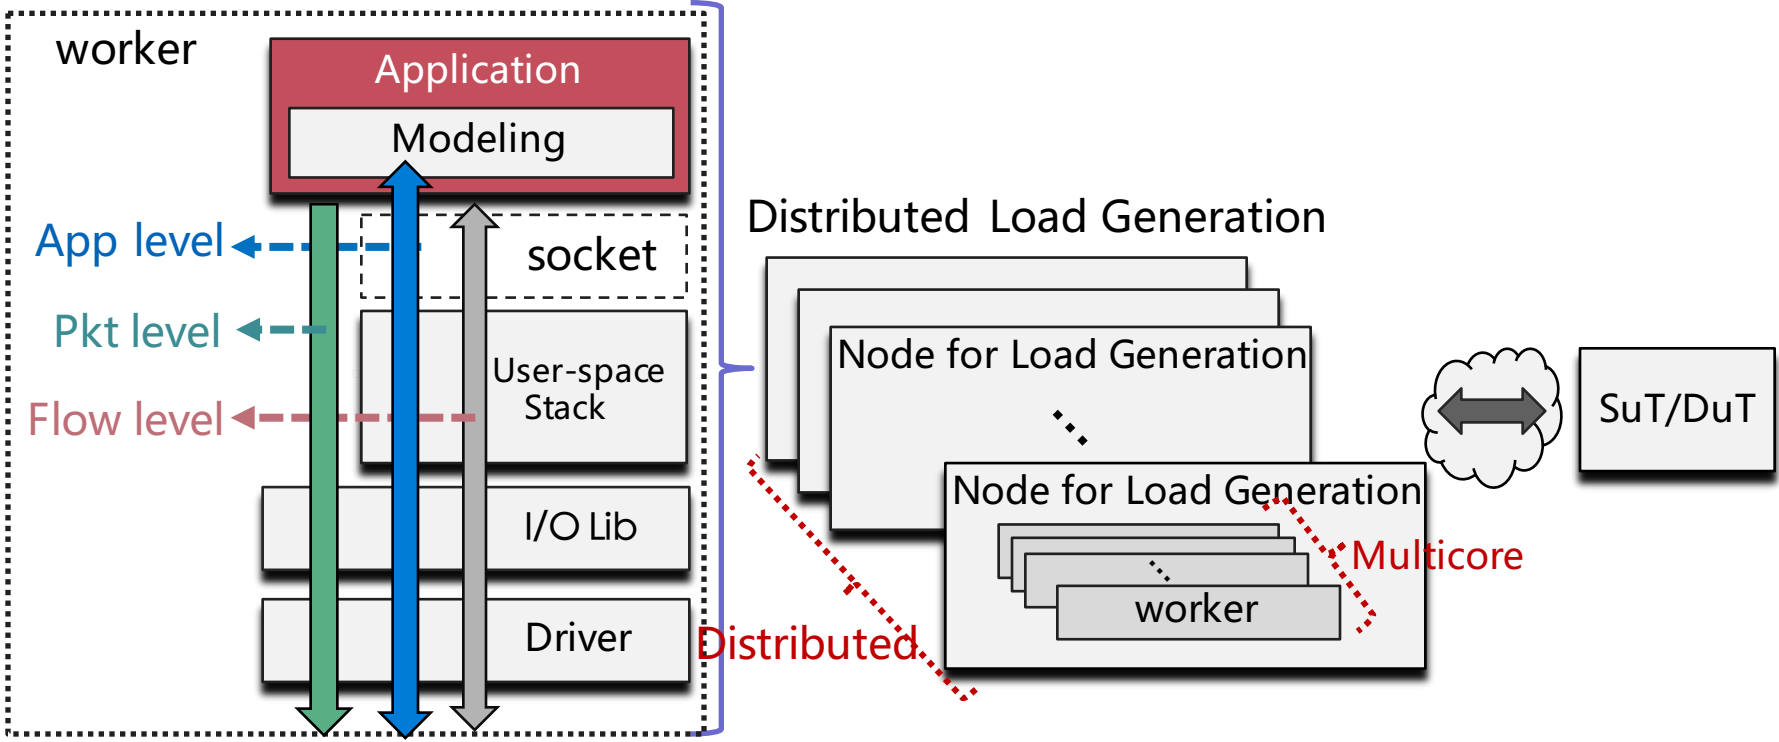 worker
Application
Modeling
App level
socket
Pkt level
User-space
Stack
Flow level
I/O Lib
Driver
Distributed Load Generation
Node for Load Generation
Node for Load Generation
worker
Multicore
Distributed
SuT/DuT